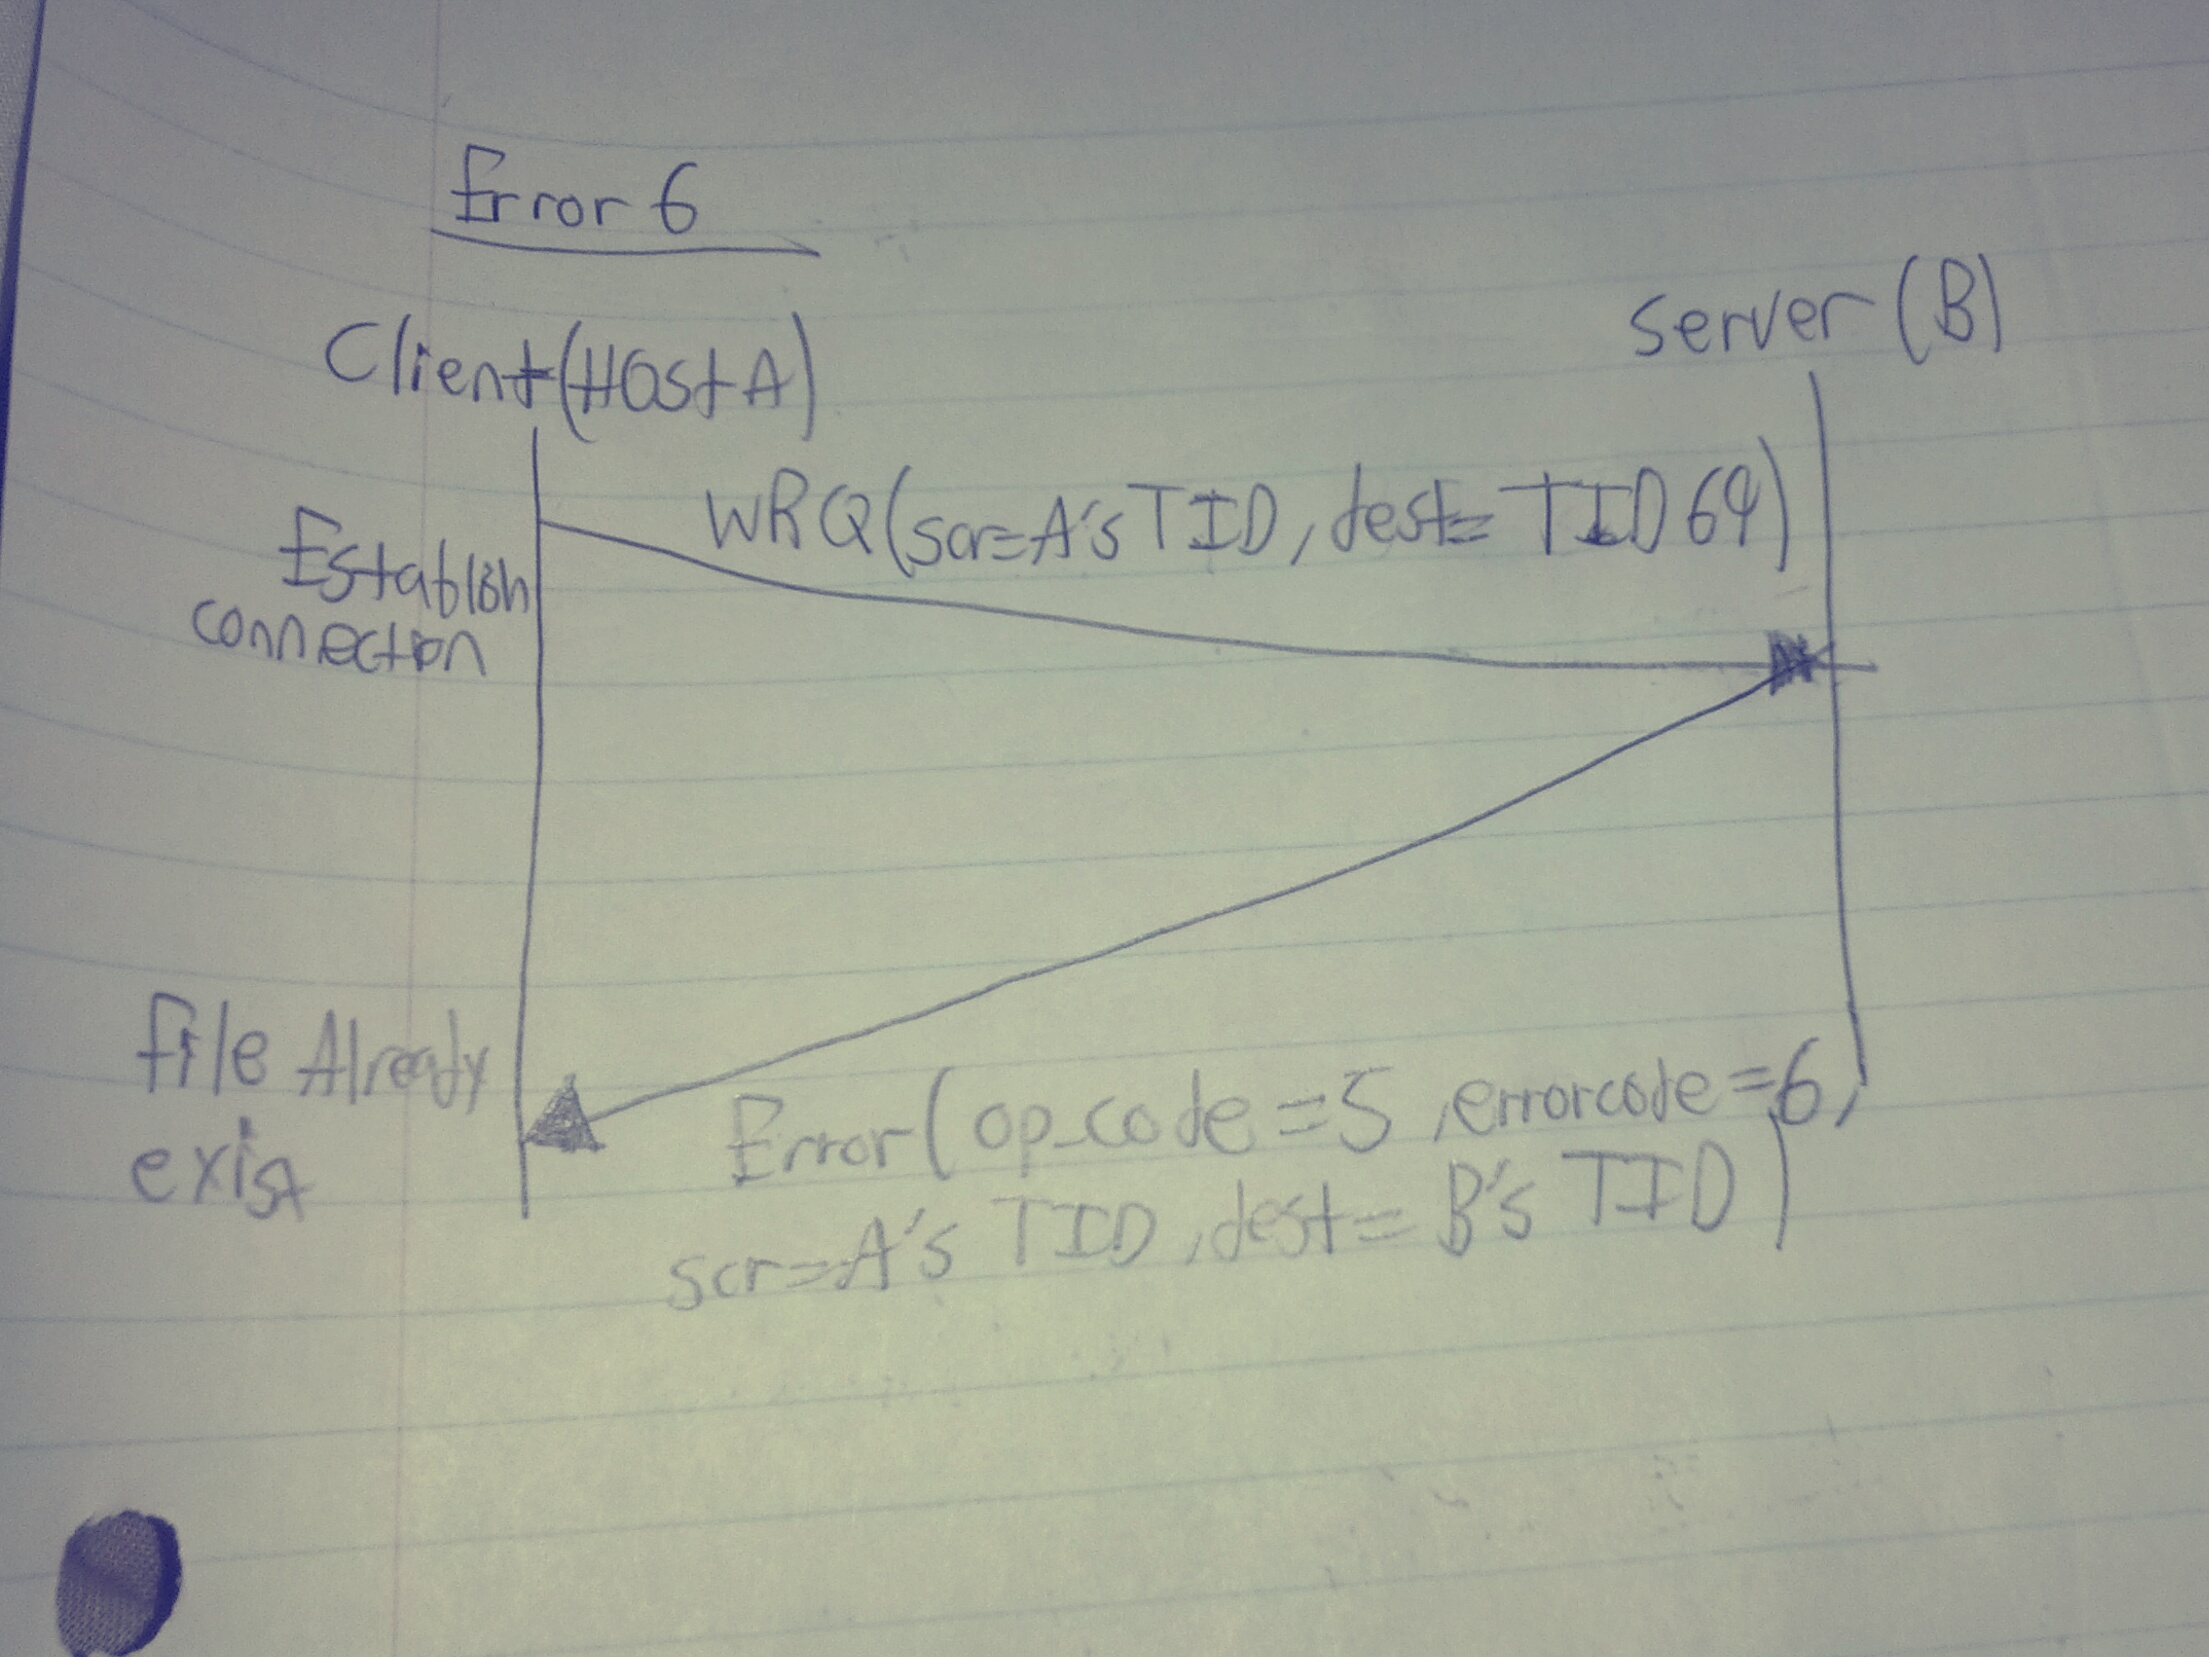 Error 6
Client(Host A)
server (B)
WRQ(scr=A's TID, dest= TID 69)
Establish
connection
file Already
exist
Error( op_code =5 ,errorcode =6,
scr=A's TID ,dest= B's TID)